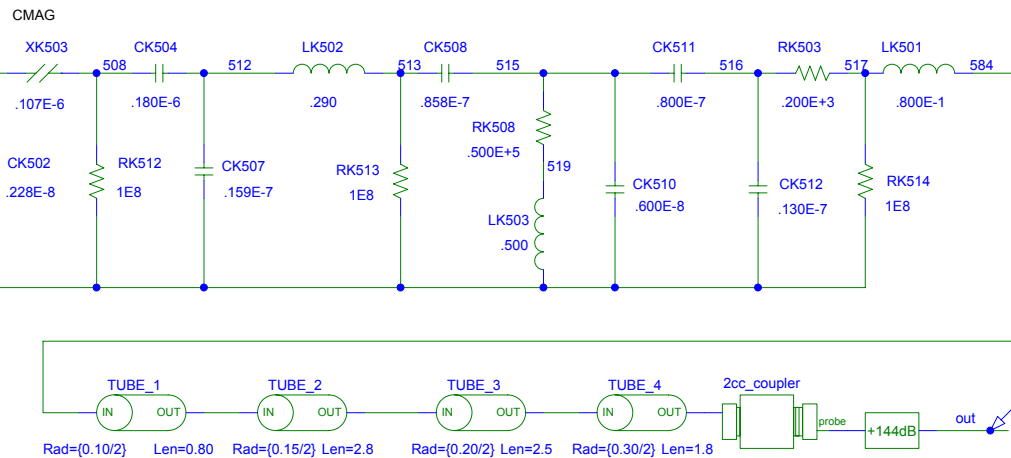 CMAG
XK503 CK504 LK502 CK508 CK511 RK503 LK501
508 512 513 515 516 517 584
.107E-6 .180E-6 .290 .858E-7 .800E-7 .200E+3 .800E-1
RK508
.500E+5
CK502 RK512 CK507 RK513 519 CK510 CK512 RK514
.228E-8 1E8 .159E-7 1E8 .600E-8 .130E-7 1E8
LK503
.500
TUBE_1 TUBE_2 TUBE_3 TUBE_4 2cc_coupler
IN OUT IN OUT IN OUT IN OUT probe +144dB out
Rad={0.10/2} Len=0.80 Rad={0.15/2} Len=2.8 Rad={0.20/2} Len=2.5 Rad={0.30/2} Len=1.8